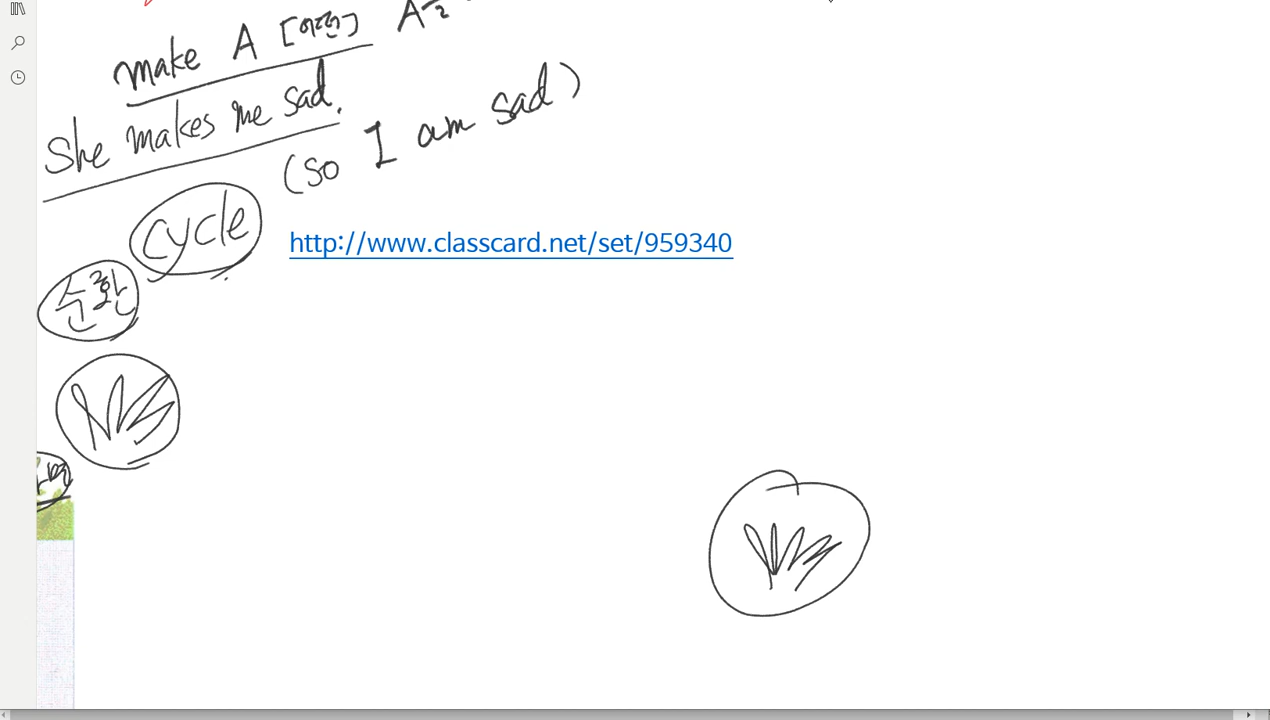 make A [어떤] A
She makes me sad.
(so I am sad)
cycle
http://www.classcard.net/set/959340
순환